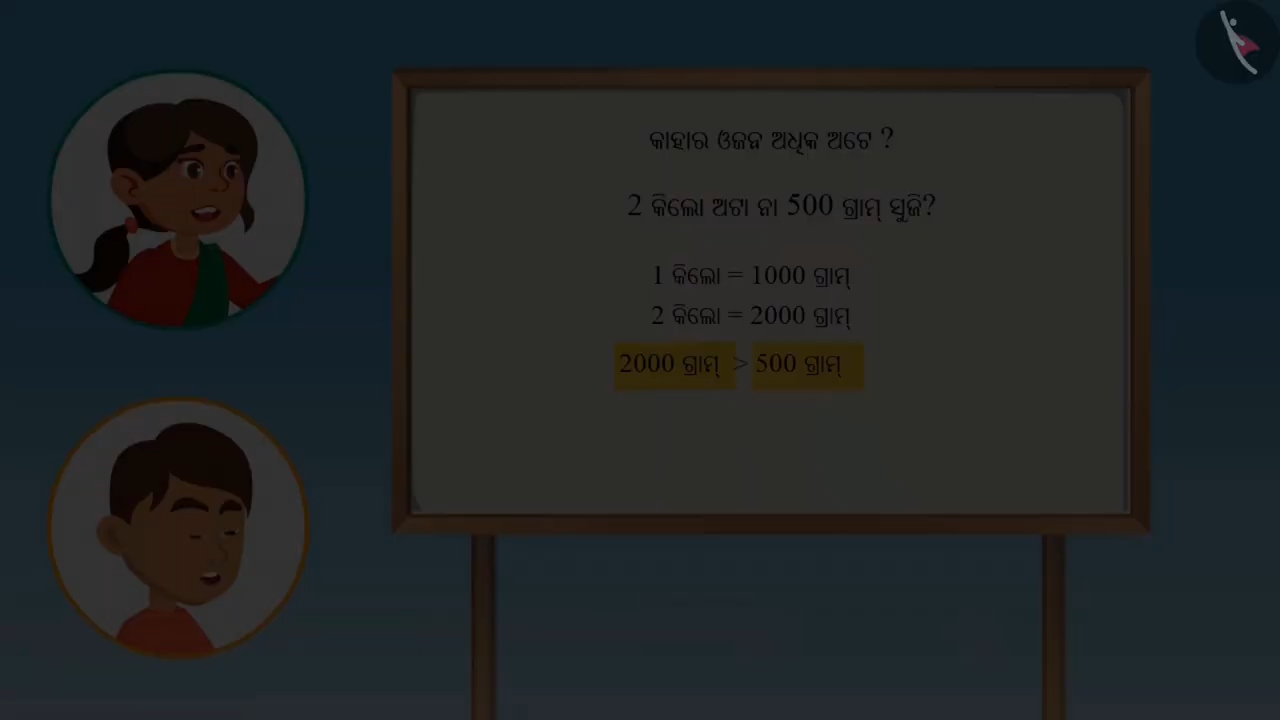 କାହାର ଓଜନ ଅଧିକ ଅଟେ ?
2 କିଲୋ ଅଟା ନା 500 ଗ୍ରାମ୍ ସୁଜି?
1 କିଲୋ = 1000 ଗ୍ରାମ୍
2 କିଲୋ = 2000 ଗ୍ରାମ୍
2000 ଗ୍ରାମ୍ > 500 ଗ୍ରାମ୍